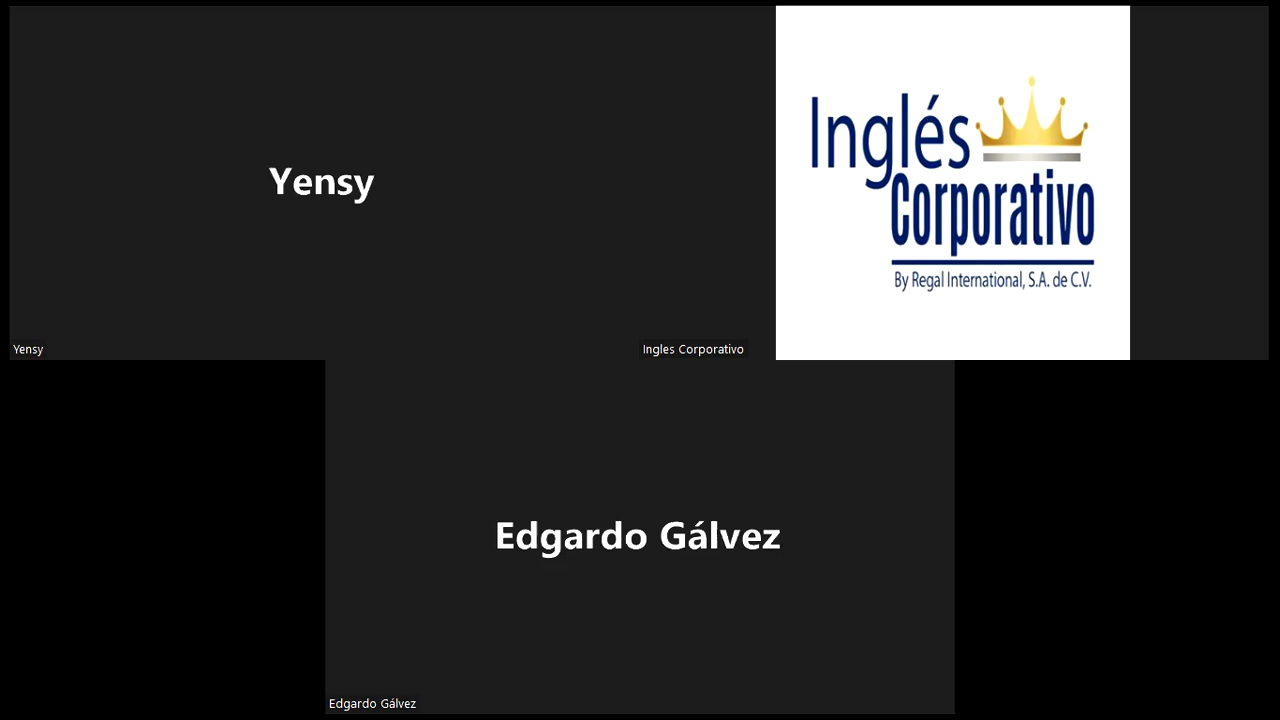 Yensy
Yensy
Inglés
Corporativo
By Regal International, S.A. de C.V.
Ingles Corporativo
Edgardo Gálvez
Edgardo Gálvez